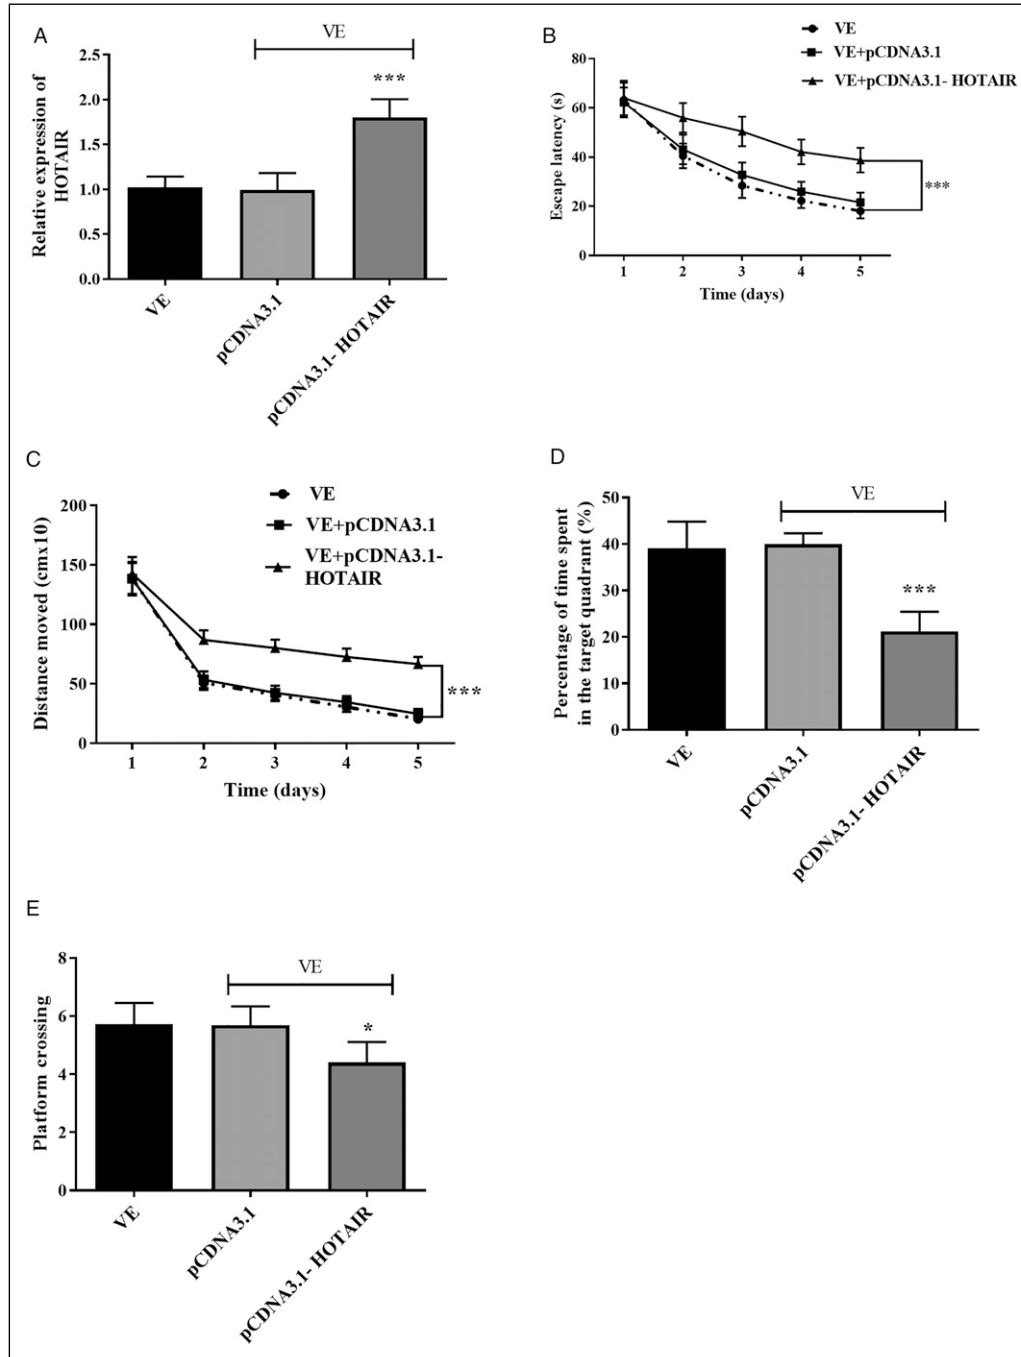 A
VE
2.5
2.0
1.5
1.0
0.5
0.0
***
Relative expression of
HOTAIR
VE
pCDNA3.1
pCDNA3.1- HOTAIR
B
VE
VE+pCDNA3.1
VE+pCDNA3.1- HOTAIR
80
60
40
20
0
Escape latency (s)
***
1 2 3 4 5
Time (days)
C
VE
VE+pCDNA3.1
VE+pCDNA3.1-
HOTAIR
200
150
100
50
0
Distance moved (cmx10)
***
1 2 3 4 5
Time (days)
D
VE
50
40
30
20
10
0
***
Percentage of time spent
in the target quadrant (%)
VE
pCDNA3.1
pCDNA3.1- HOTAIR
E
VE
8
6
4
2
0
*
Platform crossing
VE
pCDNA3.1
pCDNA3.1- HOTAIR